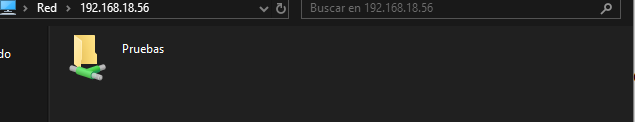 Red > 192.168.18.56
Buscar en 192.168.18.56
do
Pruebas